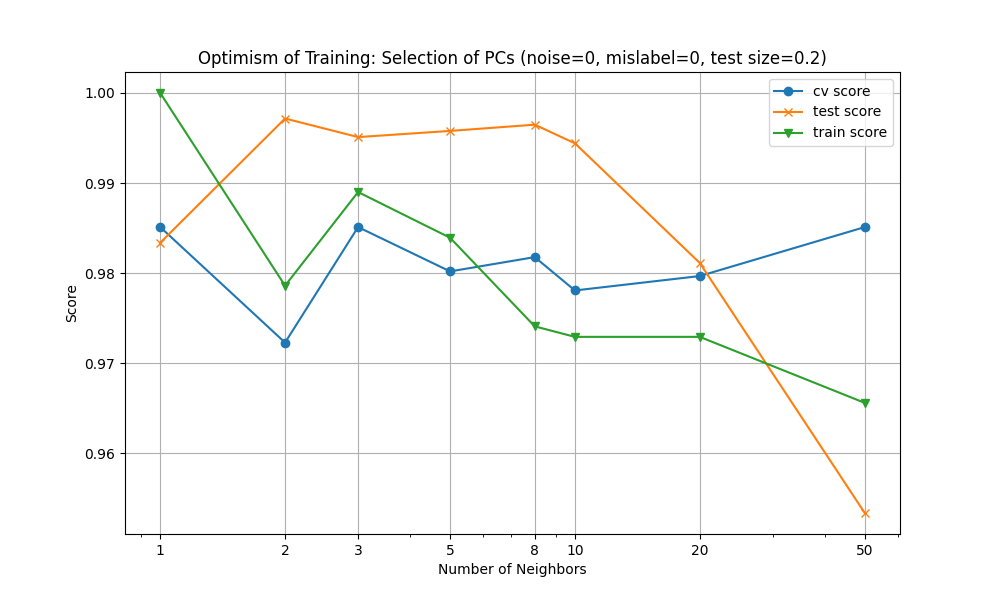 Optimism of Training: Selection of PCs (noise=0, mislabel=0, test size=0.2)
cv score
test score
train score
1.00
0.99
0.98
0.97
0.96
Score
1 2 3 5 8 10 20 50
Number of Neighbors